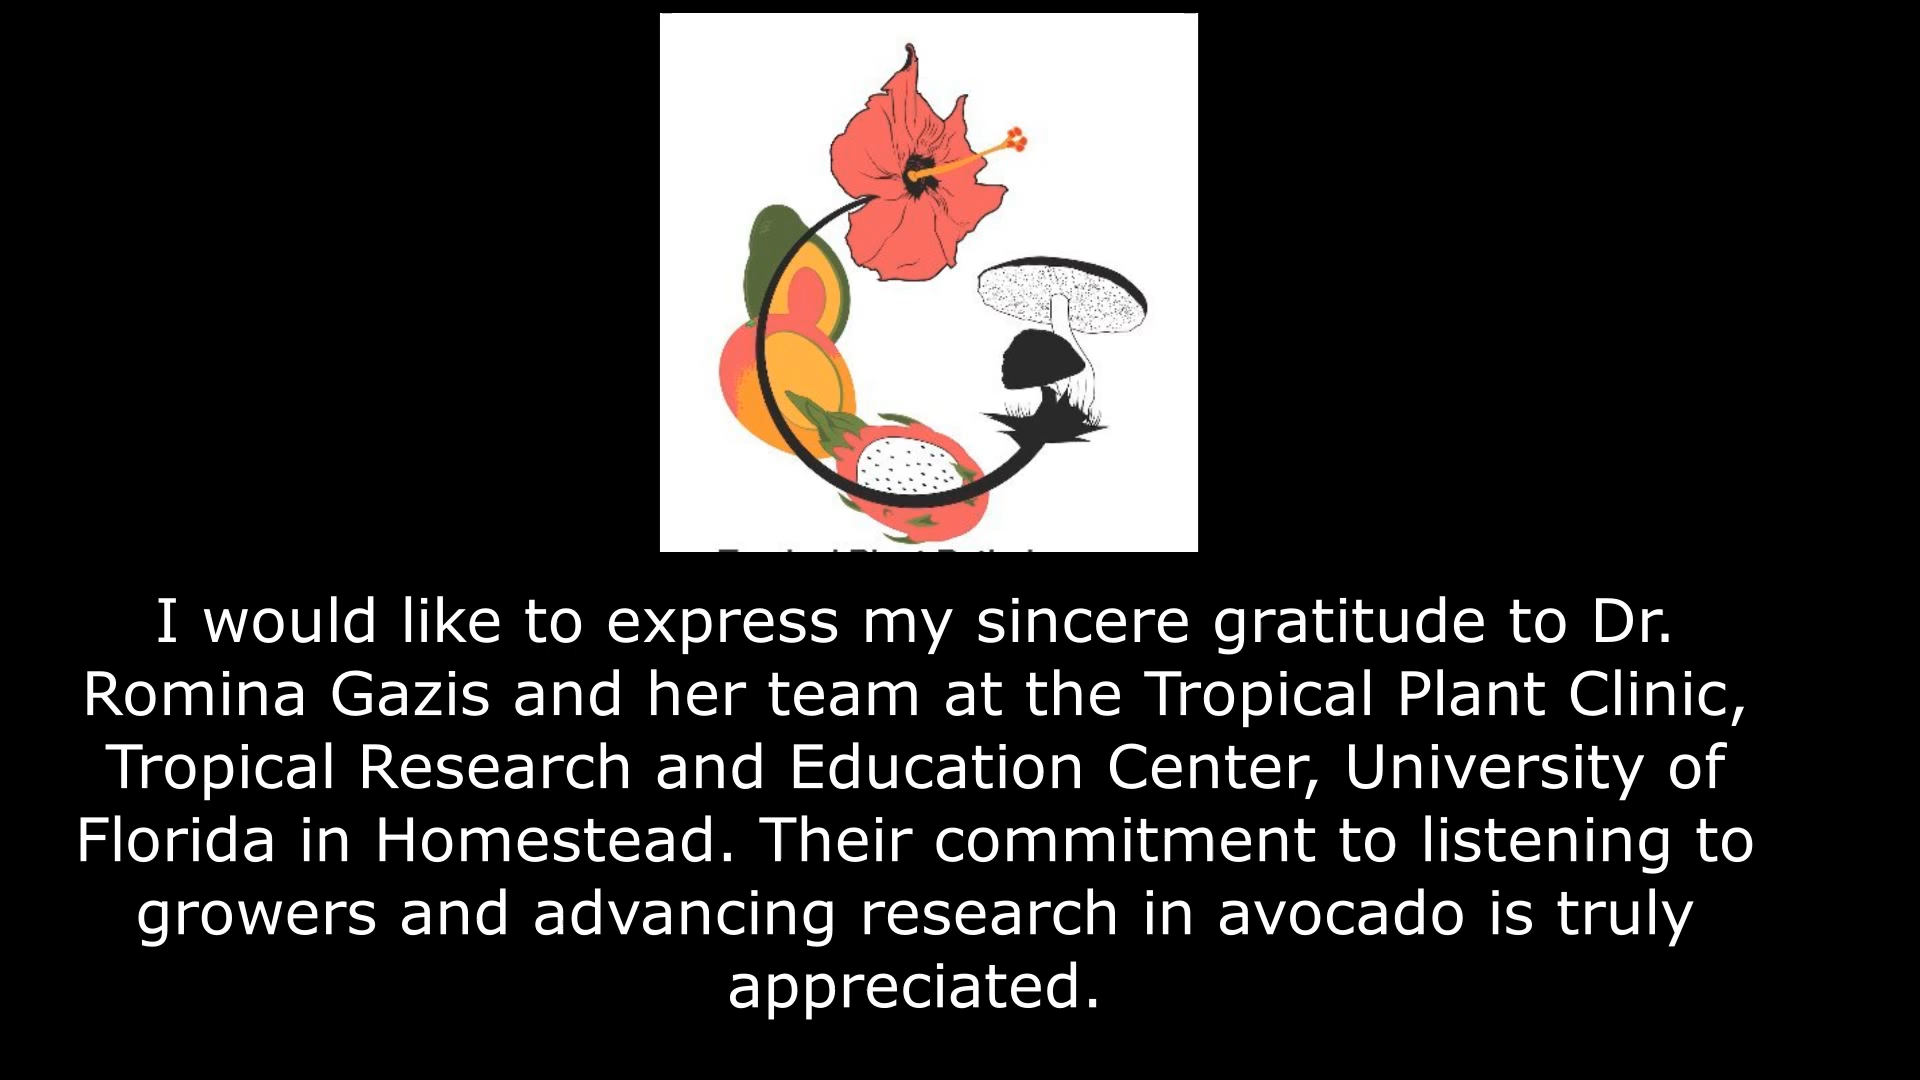 I would like to express my sincere gratitude to Dr.
Romina Gazis and her team at the Tropical Plant Clinic,
Tropical Research and Education Center, University of
Florida in Homestead. Their commitment to listening to
growers and advancing research in avocado is truly
appreciated.